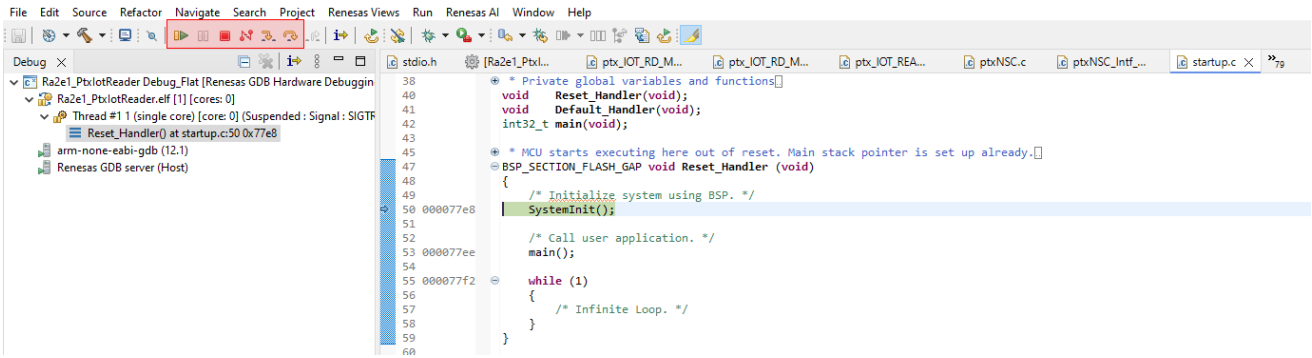 File Edit Source Refactor Navigate Search Project Renesas Views Run Renesas AI Window Help
Debug
stdio.h
[Ra2e1_PtxI...
ptx_IOT_RD_M...
ptx_IOT_RD_M...
ptx_IOT_REA...
ptxNSC.c
ptxNSC_Intf_...
startup.c
79
Ra2e1_PtxIotReader Debug_Flat [Renesas GDB Hardware Debuggin
Ra2e1_PtxIotReader.elf [1] [cores: 0]
Thread #1 1 (single core) [core: 0] (Suspended : Signal : SIGTR
Reset_Handler() at startup.c:50 0x77e8
arm-none-eabi-gdb (12.1)
Renesas GDB server (Host)
38 * Private global variables and functions
40 void Reset_Handler(void);
41 void Default_Handler(void);
42 int32_t main(void);
43
45 * MCU starts executing here out of reset. Main stack pointer is set up already.
47 BSP_SECTION_FLASH_GAP void Reset_Handler (void)
48 {
49 /* Initialize system using BSP. */
50 000077e8 SystemInit();
51
52 /* Call user application. */
53 000077ee main();
54
55 000077f2 while (1)
56 {
57 /* Infinite Loop. */
58 }
59 }
60